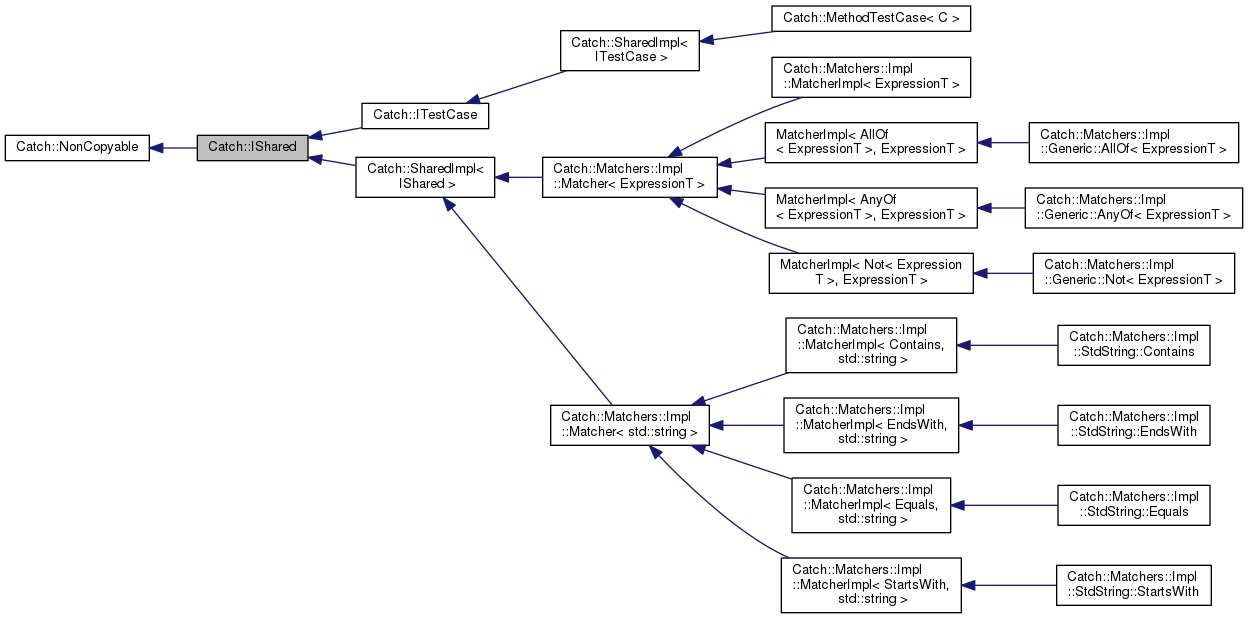 Catch::NonCopyable
Catch::IShared
Catch::ITestCase
Catch::SharedImpl<
IShared >
Catch::SharedImpl<
ITestCase >
Catch::Matchers::Impl
::Matcher< ExpressionT >
Catch::Matchers::Impl
::Matcher< std::string >
Catch::MethodTestCase< C >
Catch::Matchers::Impl
::MatcherImpl< ExpressionT >
MatcherImpl< AllOf
< ExpressionT >, ExpressionT >
MatcherImpl< AnyOf
< ExpressionT >, ExpressionT >
MatcherImpl< Not< Expression
T >, ExpressionT >
Catch::Matchers::Impl
::MatcherImpl< Contains,
std::string >
Catch::Matchers::Impl
::MatcherImpl< EndsWith,
std::string >
Catch::Matchers::Impl
::MatcherImpl< Equals,
std::string >
Catch::Matchers::Impl
::MatcherImpl< StartsWith,
std::string >
Catch::Matchers::Impl
::Generic::AllOf< ExpressionT >
Catch::Matchers::Impl
::Generic::AnyOf< ExpressionT >
Catch::Matchers::Impl
::Generic::Not< ExpressionT >
Catch::Matchers::Impl
::StdString::Contains
Catch::Matchers::Impl
::StdString::EndsWith
Catch::Matchers::Impl
::StdString::Equals
Catch::Matchers::Impl
::StdString::StartsWith